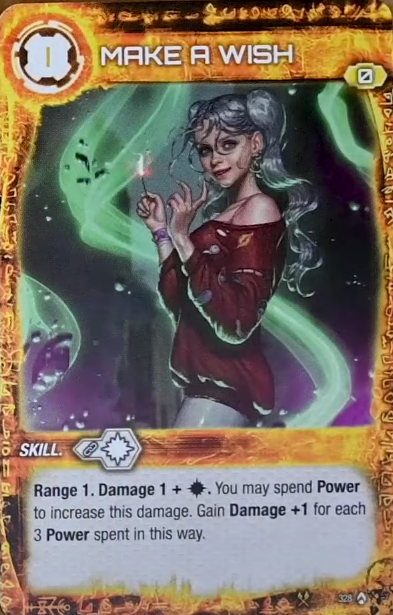 1
MAKE A WISH
0
SKILL.
Range 1. Damage 1 + . You may spend Power
to increase this damage. Gain Damage +1 for each
3 Power spent in this way.
328